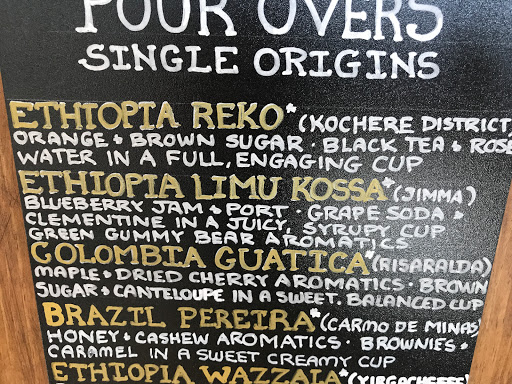 POUR OVERS
SINGLE ORIGINS
ETHIOPIA REKO* (KOCHERE DISTRICT,
ORANGE & BROWN SUGAR · BLACK TEA & ROSE
WATER IN A FULL, ENGAGING CUP
ETHIOPIA LIMU KOSSA* (JIMMA)
BLUEBERRY JAM & PORT · GRAPE SODA &
CLEMENTINE IN A JUICY, SYRUPY CUP
GREEN GUMMY BEAR AROMATICS
COLOMBIA GUATICA* (RISARALDA)
MAPLE & DRIED CHERRY AROMATICS · BROWN
SUGAR & CANTELOUPE IN A SWEET. BALANCED CUP
BRAZIL PEREIRA* (CARMO DE MINAS)
HONEY & CASHEW AROMATICS · BROWNIES &
CARAMEL IN A SWEET CREAMY CUP
ETHIOPIA WAZZALA* (YIRGOCHEFFE)